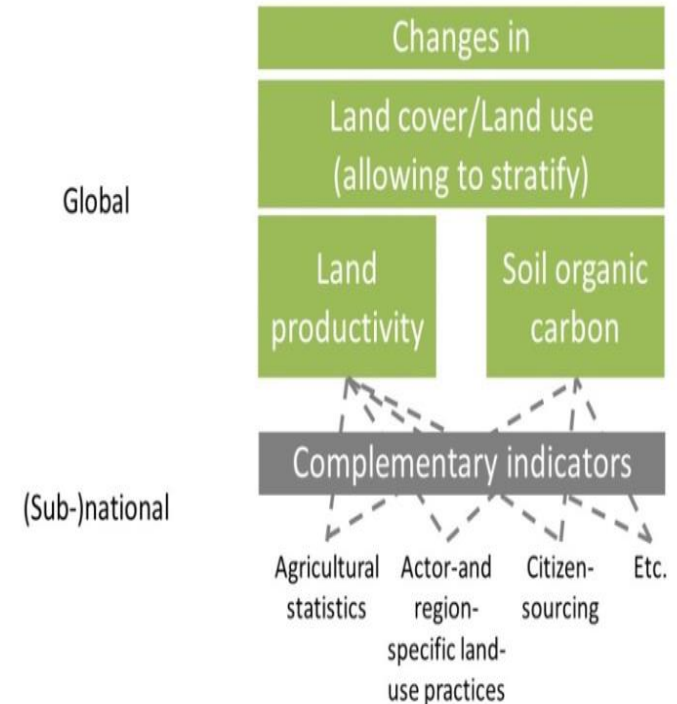 Changes in
Land cover/Land use
(allowing to stratify)
Global
Land
productivity
Soil organic
carbon
Complementary indicators
(Sub-)national
Agricultural
statistics
Actor-and
region-
specific land-
use practices
Citizen-
sourcing
Etc.